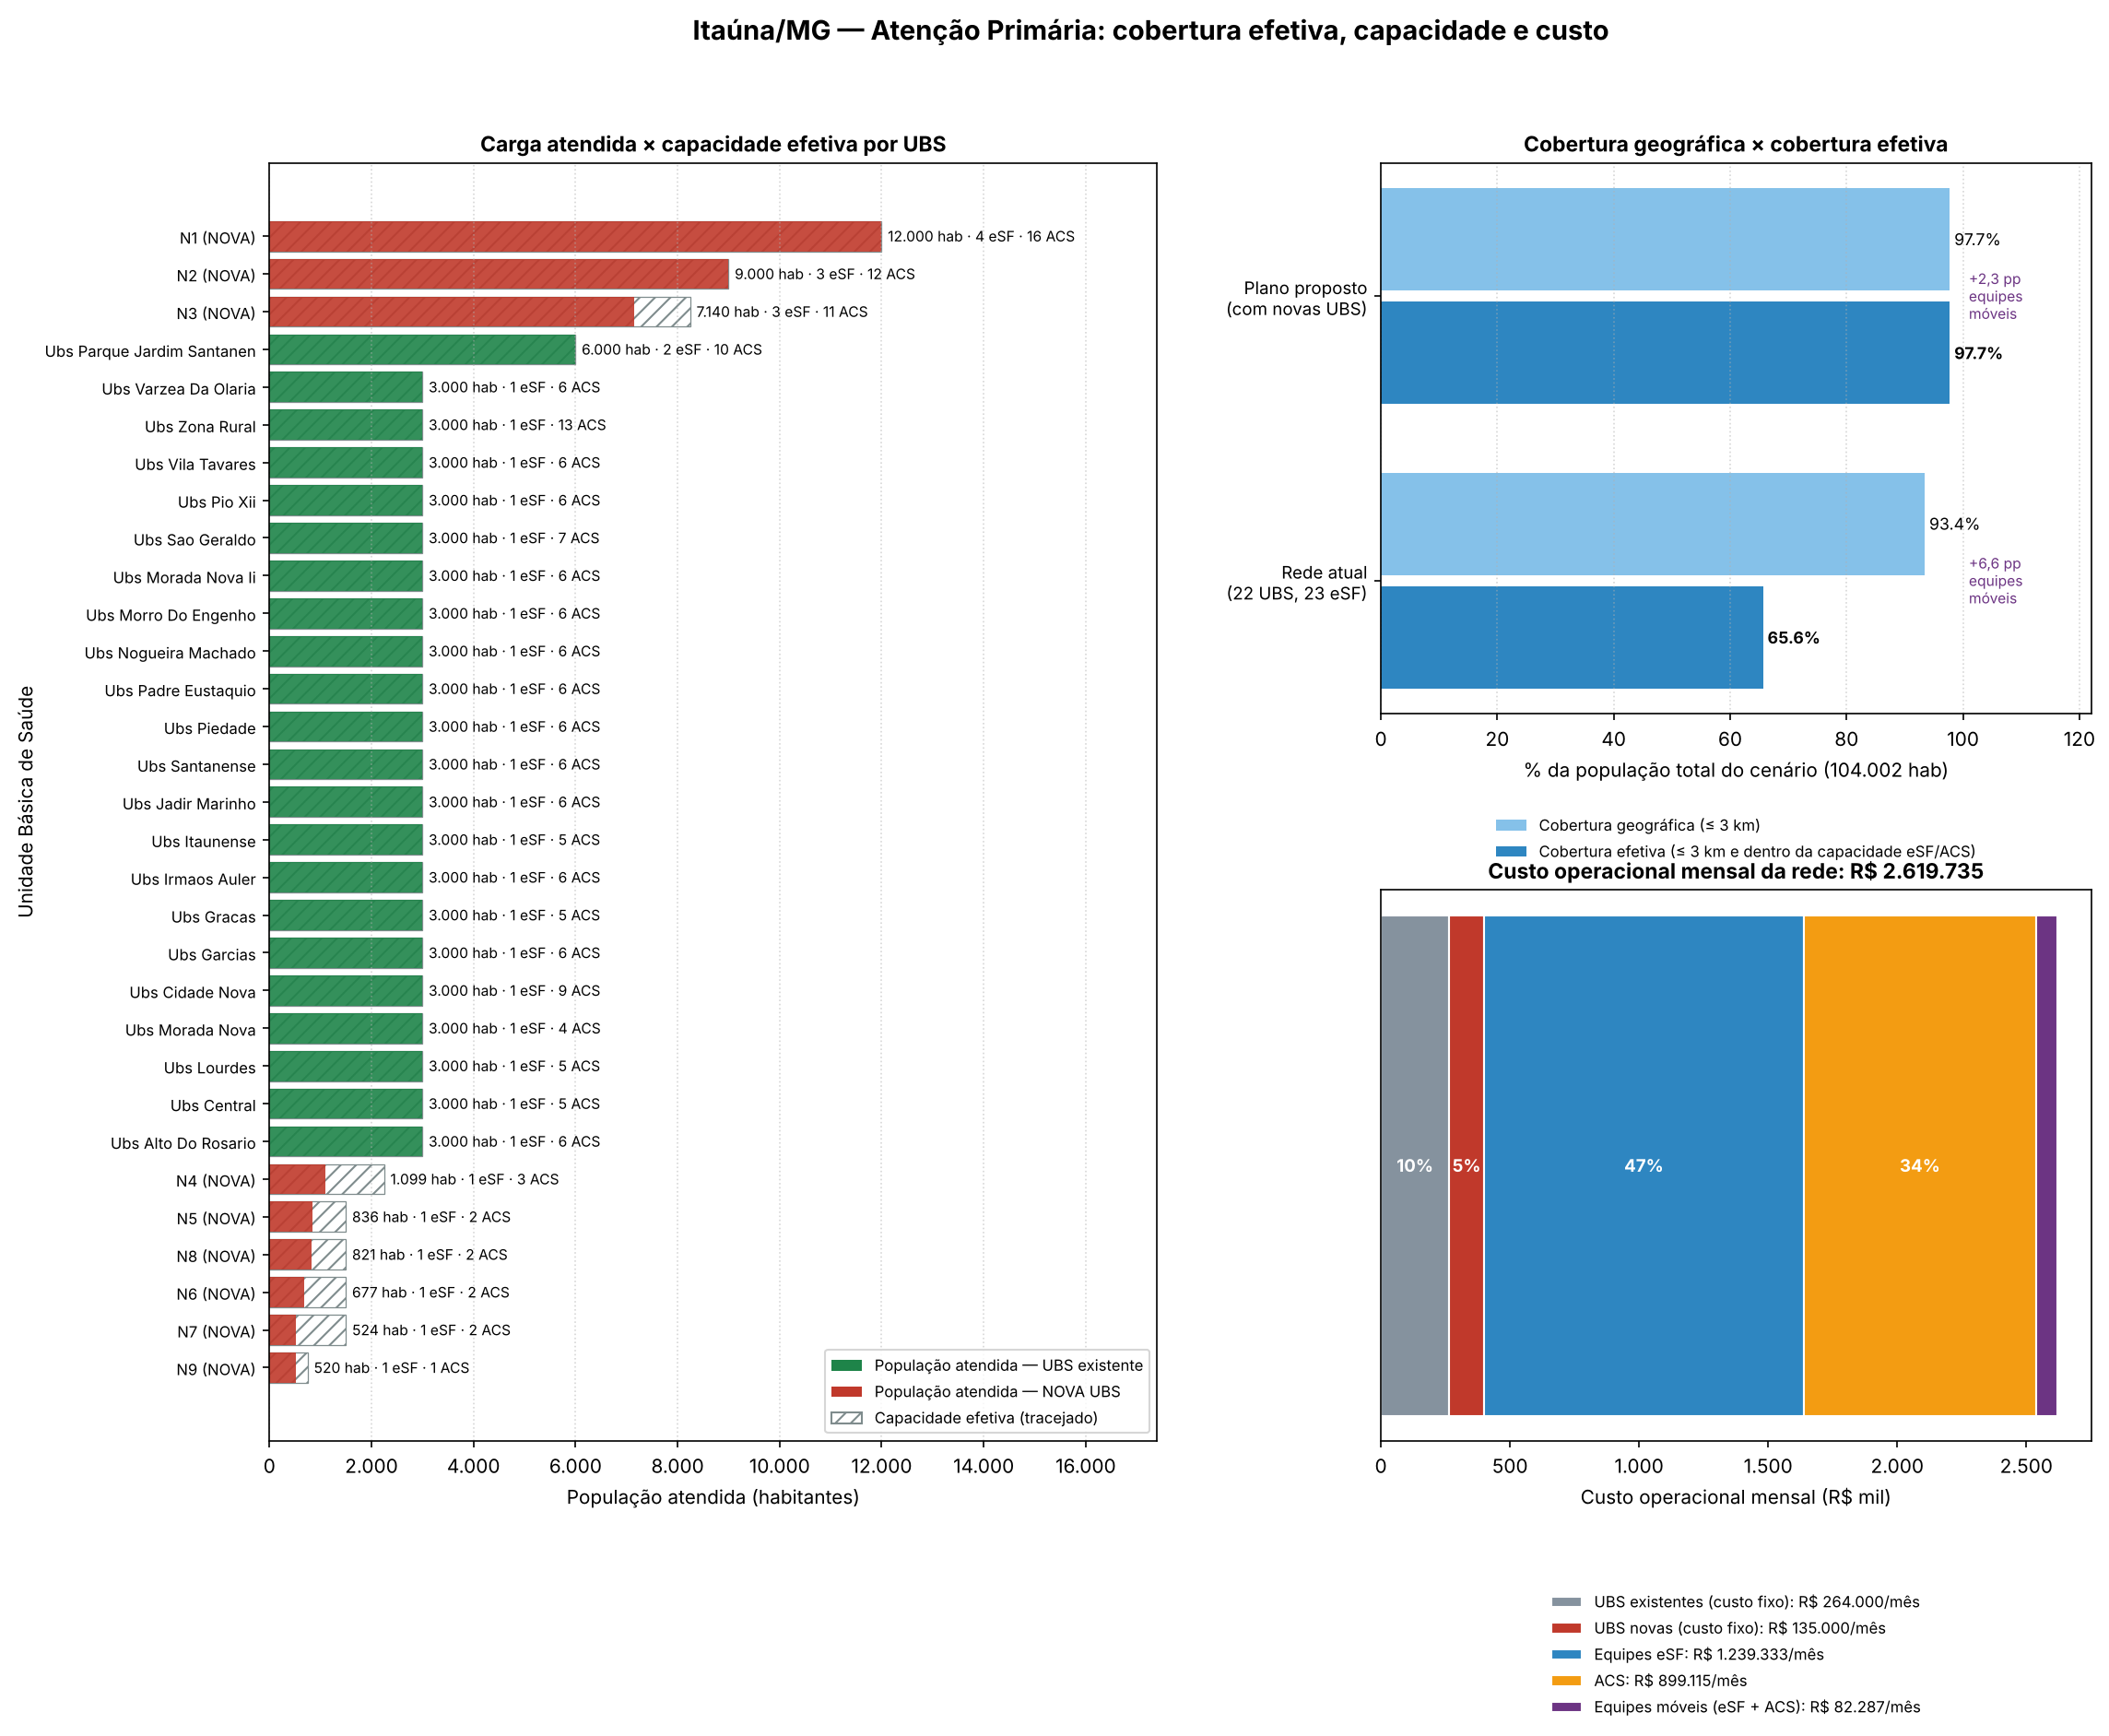 Itaúna/MG — Atenção Primária: cobertura efetiva, capacidade e custo
Carga atendida × capacidade efetiva por UBS
Unidade Básica de Saúde
N1 (NOVA) 12.000 hab · 4 eSF · 16 ACS
N2 (NOVA) 9.000 hab · 3 eSF · 12 ACS
N3 (NOVA) 7.140 hab · 3 eSF · 11 ACS
Ubs Parque Jardim Santanen 6.000 hab · 2 eSF · 10 ACS
Ubs Varzea Da Olaria 3.000 hab · 1 eSF · 6 ACS
Ubs Zona Rural 3.000 hab · 1 eSF · 13 ACS
Ubs Vila Tavares 3.000 hab · 1 eSF · 6 ACS
Ubs Pio Xii 3.000 hab · 1 eSF · 6 ACS
Ubs Sao Geraldo 3.000 hab · 1 eSF · 7 ACS
Ubs Morada Nova Ii 3.000 hab · 1 eSF · 6 ACS
Ubs Morro Do Engenho 3.000 hab · 1 eSF · 6 ACS
Ubs Nogueira Machado 3.000 hab · 1 eSF · 6 ACS
Ubs Padre Eustaquio 3.000 hab · 1 eSF · 6 ACS
Ubs Piedade 3.000 hab · 1 eSF · 6 ACS
Ubs Santanense 3.000 hab · 1 eSF · 6 ACS
Ubs Jadir Marinho 3.000 hab · 1 eSF · 6 ACS
Ubs Itaunense 3.000 hab · 1 eSF · 5 ACS
Ubs Irmaos Auler 3.000 hab · 1 eSF · 6 ACS
Ubs Gracas 3.000 hab · 1 eSF · 5 ACS
Ubs Garcias 3.000 hab · 1 eSF · 6 ACS
Ubs Cidade Nova 3.000 hab · 1 eSF · 9 ACS
Ubs Morada Nova 3.000 hab · 1 eSF · 4 ACS
Ubs Lourdes 3.000 hab · 1 eSF · 5 ACS
Ubs Central 3.000 hab · 1 eSF · 5 ACS
Ubs Alto Do Rosario 3.000 hab · 1 eSF · 6 ACS
N4 (NOVA) 1.099 hab · 1 eSF · 3 ACS
N5 (NOVA) 836 hab · 1 eSF · 2 ACS
N8 (NOVA) 821 hab · 1 eSF · 2 ACS
N6 (NOVA) 677 hab · 1 eSF · 2 ACS
N7 (NOVA) 524 hab · 1 eSF · 2 ACS
N9 (NOVA) 520 hab · 1 eSF · 1 ACS
População atendida — UBS existente
População atendida — NOVA UBS
Capacidade efetiva (tracejado)
0 2.000 4.000 6.000 8.000 10.000 12.000 14.000 16.000
População atendida (habitantes)
Cobertura geográfica × cobertura efetiva
Plano proposto
(com novas UBS)
97.7%
+2,3 pp
equipes
móveis
97.7%
Rede atual
(22 UBS, 23 eSF)
93.4%
+6,6 pp
equipes
móveis
65.6%
0 20 40 60 80 100 120
% da população total do cenário (104.002 hab)
Cobertura geográfica (≤ 3 km)
Cobertura efetiva (≤ 3 km e dentro da capacidade eSF/ACS)
Custo operacional mensal da rede: R$ 2.619.735
10% 5% 47% 34%
0 500 1.000 1.500 2.000 2.500
Custo operacional mensal (R$ mil)
UBS existentes (custo fixo): R$ 264.000/mês
UBS novas (custo fixo): R$ 135.000/mês
Equipes eSF: R$ 1.239.333/mês
ACS: R$ 899.115/mês
Equipes móveis (eSF + ACS): R$ 82.287/mês